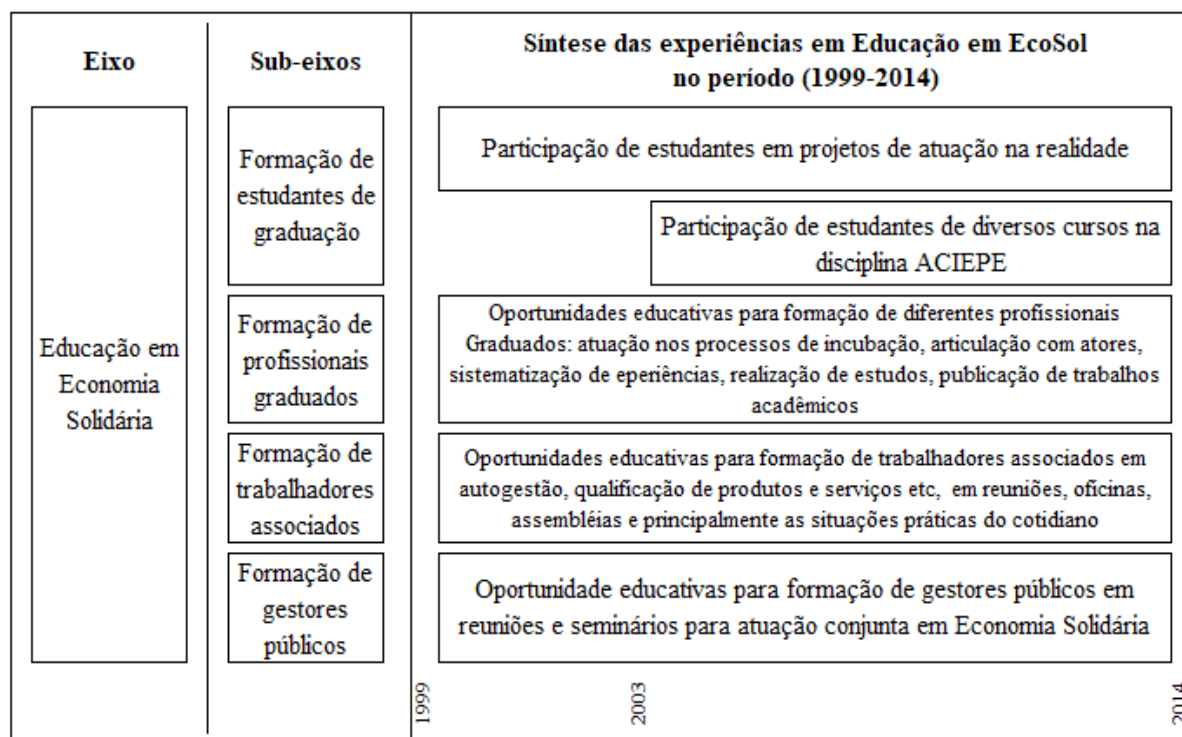 Eixo
Sub-eixos
Síntese das experiências em Educação em EcoSol
no período (1999-2014)
Educação em
Economia
Solidária
Formação de
estudantes de
graduação
Participação de estudantes em projetos de atuação na realidade
Participação de estudantes de diversos cursos na
disciplina ACIEPE
Formação de
profissionais
graduados
Oportunidades educativas para formação de diferentes profissionais
Graduados: atuação nos processos de incubação, articulação com atores,
sistematização de eperiências, realização de estudos, publicação de trabalhos
acadêmicos
Formação de
trabalhadores
associados
Oportunidades educativas para formação de trabalhadores associados em
autogestão, qualificação de produtos e serviços etc, em reuniões, oficinas,
assembléias e principalmente as situações práticas do cotidiano
Formação de
gestores
públicos
Oportunidade educativas para formação de gestores públicos em
reuniões e seminários para atuação conjunta em Economia Solidária
1999
2003
2014